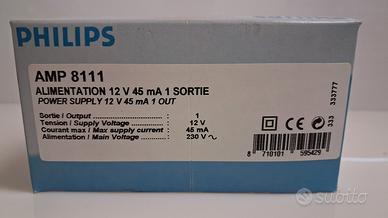 PHILIPS
AMP 8111
ALIMENTATION 12 V 45 mA 1 SORTIE
POWER SUPPLY 12 V 45 mA 1 OUT
Sortie / Output : 1
Tension / Supply Voltage : 12 V
Courant max / Max supply current : 45 mA
Alimentation / Main Voltage : 230 V ~
CE
333
333777
8 710101 595429
subito